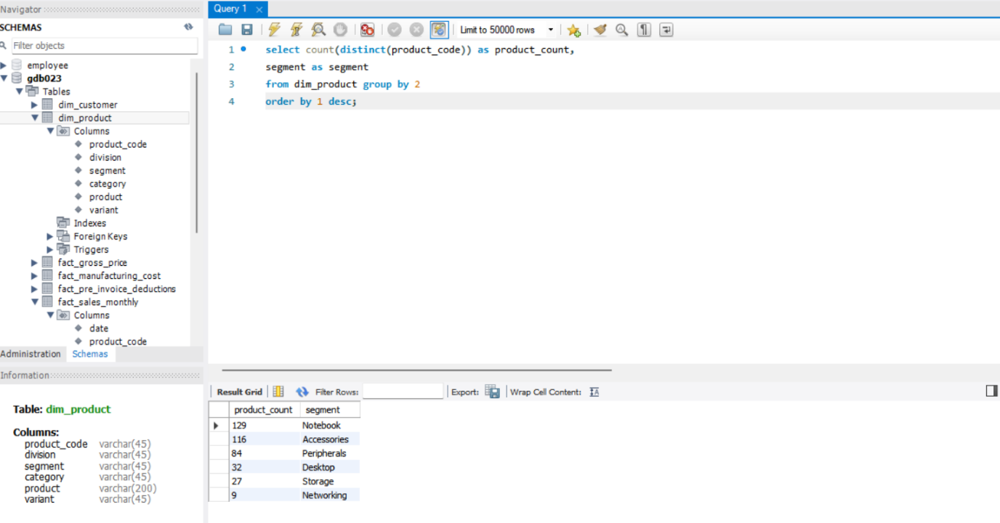 Navigator
SCHEMAS
Filter objects
employee
gdb023
Tables
dim_customer
dim_product
Columns
product_code
division
segment
category
product
variant
Indexes
Foreign Keys
Triggers
fact_gross_price
fact_manufacturing_cost
fact_pre_invoice_deductions
fact_sales_monthly
Columns
date
product_code
Administration Schemas
Information
Table: dim_product
Columns:
product_code varchar(45)
division varchar(45)
segment varchar(45)
category varchar(45)
product varchar(200)
variant varchar(45)
Query 1
Limit to 50000 rows
1 select count(distinct(product_code)) as product_count,
2 segment as segment
3 from dim_product group by 2
4 order by 1 desc;
Result Grid Filter Rows: Export: Wrap Cell Content: IA
product_count segment
129 Notebook
116 Accessories
84 Peripherals
32 Desktop
27 Storage
9 Networking